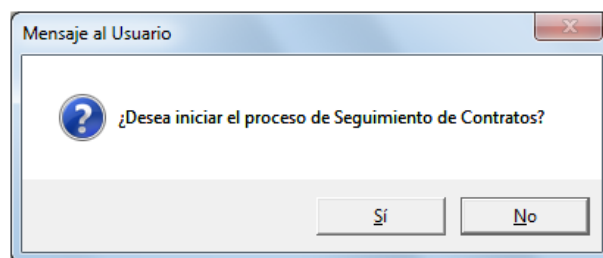 Mensaje al Usuario
¿Desea iniciar el proceso de Seguimiento de Contratos?
Sí
No